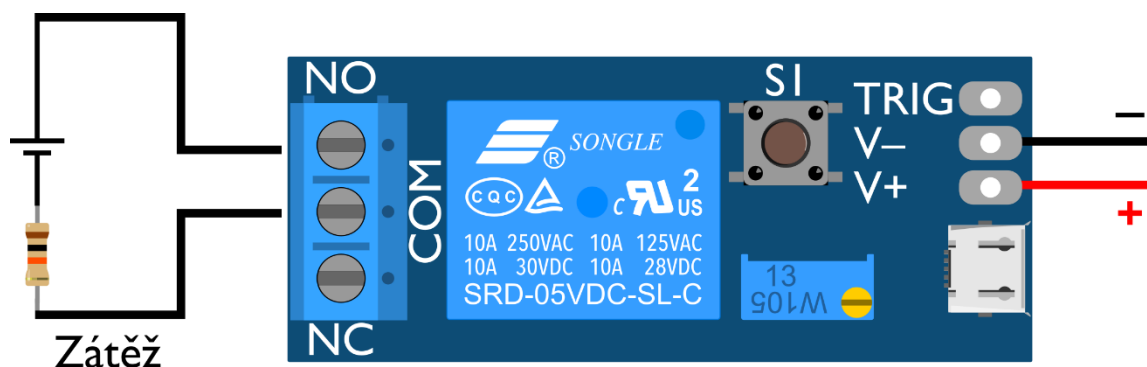 NO
COM
NC
® SONGLE
CQC
c RU US 2
10A 250VAC 10A 125VAC
10A 30VDC 10A 28VDC
SRD-05VDC-SL-C
S1
13
W105
TRIG
V–
V+
–
+
Zátěž